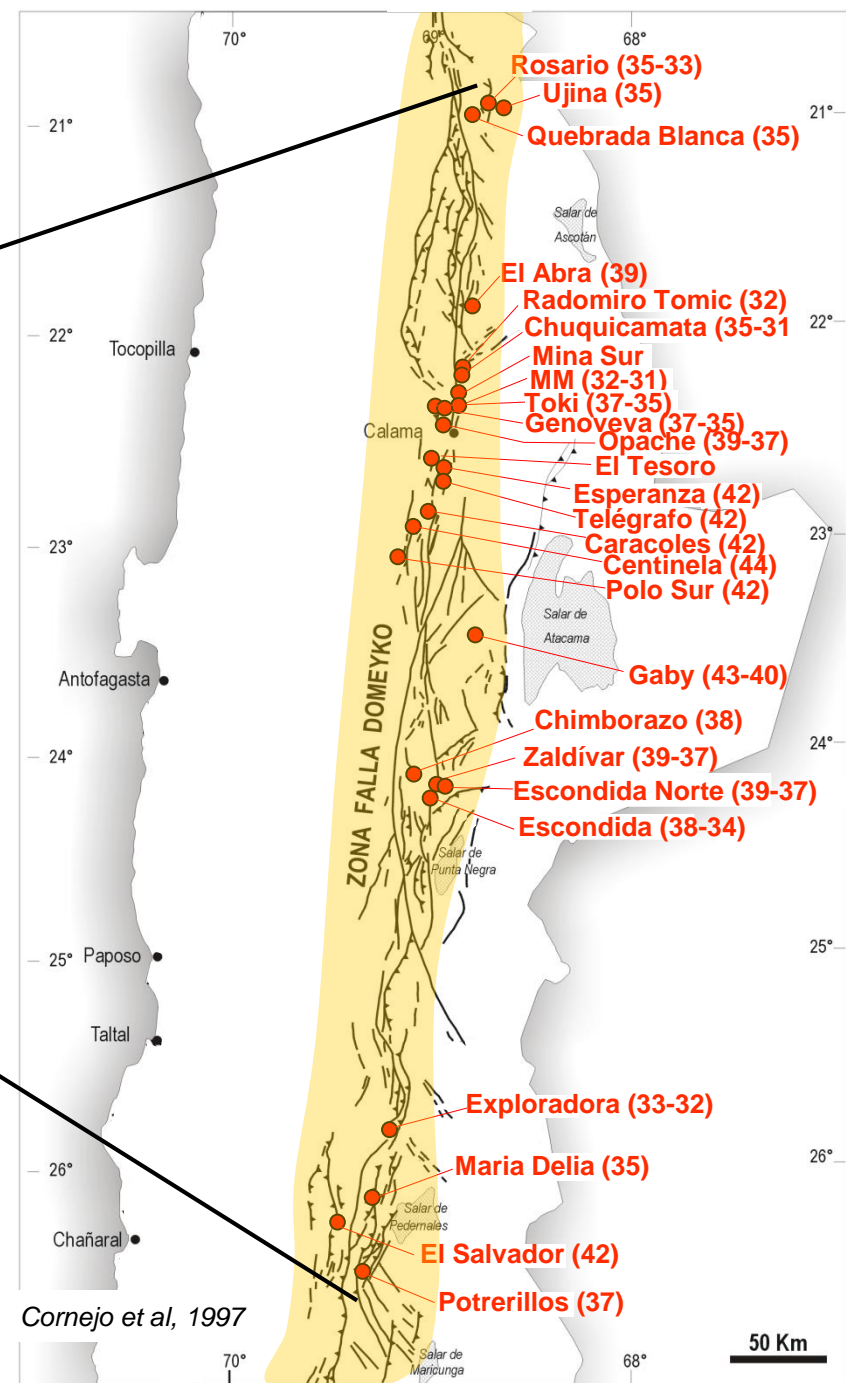 70°
69°
68°
Rosario (35-33)
Ujina (35)
21°
21°
Quebrada Blanca (35)
Salar de
Ascotán
El Abra (39)
Radomiro Tomic (32)
22°
22°
Chuquicamata (35-31
Tocopilla
Mina Sur
MM (32-31)
Toki (37-35)
Genoveva (37-35)
Calama
Opache (39-37)
El Tesoro
Esperanza (42)
Telégrafo (42)
23°
23°
Caracoles (42)
Centinela (44)
Polo Sur (42)
Salar de
Atacama
ZONA FALLA DOMEYKO
Antofagasta
Gaby (43-40)
Chimborazo (38)
24°
24°
Zaldívar (39-37)
Escondida Norte (39-37)
Escondida (38-34)
Salar de
Punta Negra
25°
25°
Paposo
Taltal
Exploradora (33-32)
26°
26°
Maria Delia (35)
Salar de
Pedernales
Chañaral
El Salvador (42)
Potrerillos (37)
Cornejo et al, 1997
50 Km
Salar de
Maricunga
70°
68°